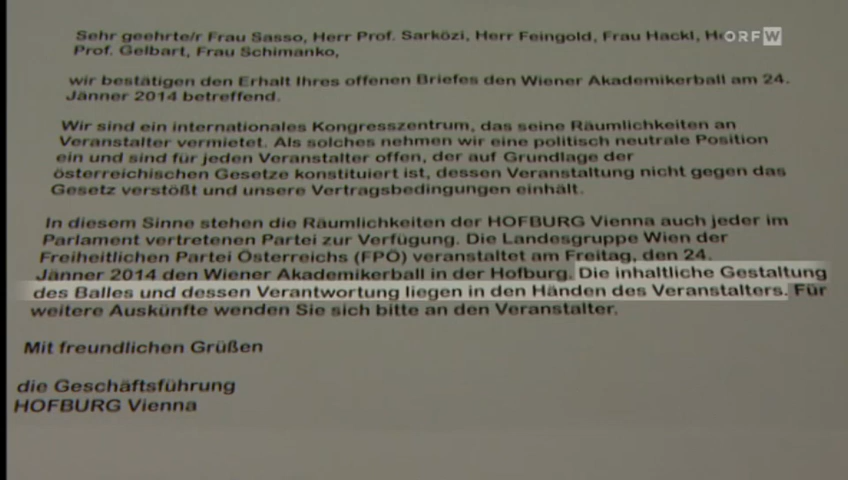 Sehr geehrte/r Frau Sasso, Herr Prof. Sarközi, Herr Feingold, Frau Hackl,
ORF W
Prof. Gelbart, Frau Schimanko,
wir bestätigen den Erhalt Ihres offenen Briefes den Wiener Akademikerball am 24.
Jänner 2014 betreffend.
Wir sind ein internationales Kongresszentrum, das seine Räumlichkeiten an
Veranstalter vermietet. Als solches nehmen wir eine politisch neutrale Position
ein und sind für jeden Veranstalter offen, der auf Grundlage der
österreichischen Gesetze konstituiert ist, dessen Veranstaltung nicht gegen das
Gesetz verstößt und unsere Vertragsbedingungen einhält.
In diesem Sinne stehen die Räumlichkeiten der HOFBURG Vienna auch jeder im
Parlament vertretenen Partei zur Verfügung. Die Landesgruppe Wien der
Freiheitlichen Partei Österreichs (FPÖ) veranstaltet am Freitag, den 24.
Jänner 2014 den Wiener Akademikerball in der Hofburg. Die inhaltliche Gestaltung
des Balles und dessen Verantwortung liegen in den Händen des Veranstalters. Für
weitere Auskünfte wenden Sie sich bitte an den Veranstalter.
Mit freundlichen Grüßen
die Geschäftsführung
HOFBURG Vienna